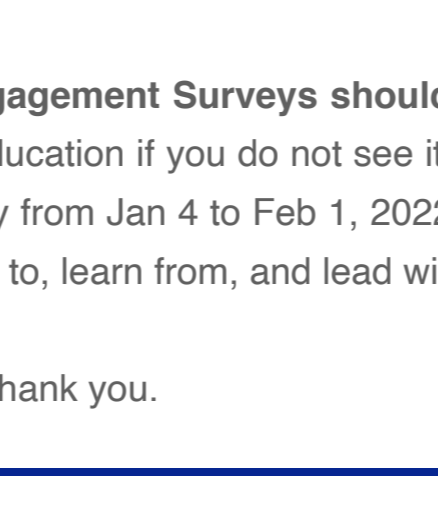 gagement Surveys should
ducation if you do not see it
y from Jan 4 to Feb 1, 2022
to, learn from, and lead wi
hank you.